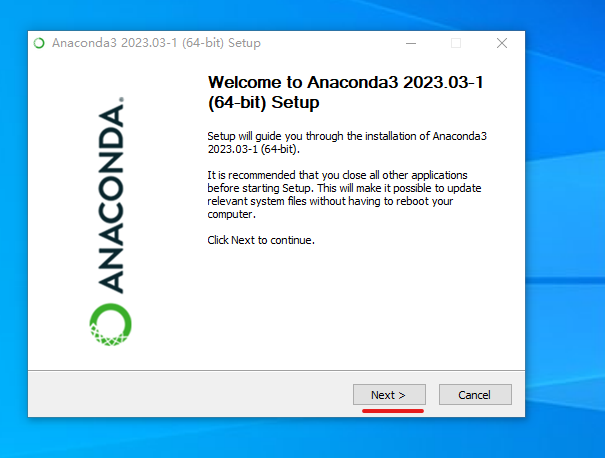 Anaconda3 2023.03-1 (64-bit) Setup
Welcome to Anaconda3 2023.03-1
(64-bit) Setup
Setup will guide you through the installation of Anaconda3
2023.03-1 (64-bit).
It is recommended that you close all other applications
before starting Setup. This will make it possible to update
relevant system files without having to reboot your
computer.
Click Next to continue.
ANACONDA.
Next >
Cancel